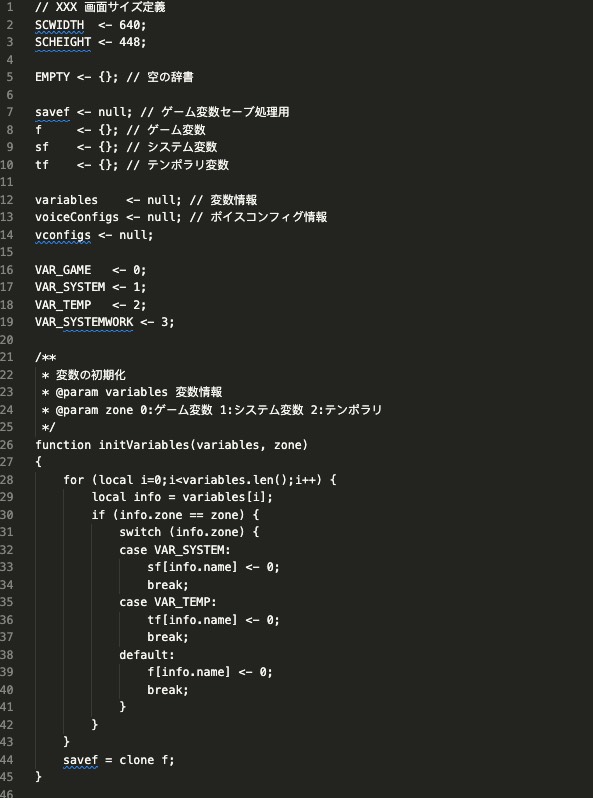 1 // XXX 画面サイズ定義
2 SCWIDTH  <- 640;
3 SCHEIGHT <- 448;
4
5 EMPTY <- {}; // 空の辞書
6
7 savef <- null; // ゲーム変数セーブ処理用
8 f     <- {}; // ゲーム変数
9 sf    <- {}; // システム変数
10 tf    <- {}; // テンポラリ変数
11
12 variables    <- null; // 変数情報
13 voiceConfigs <- null; // ボイスコンフィグ情報
14 vconfigs <- null;
15
16 VAR_GAME   <- 0;
17 VAR_SYSTEM <- 1;
18 VAR_TEMP   <- 2;
19 VAR_SYSTEMWORK <- 3;
20
21 /**
22  * 変数の初期化
23  * @param variables 変数情報
24  * @param zone 0:ゲーム変数 1:システム変数 2:テンポラリ
25  */
26 function initVariables(variables, zone)
27 {
28     for (local i=0;i<variables.len();i++) {
29         local info = variables[i];
30         if (info.zone == zone) {
31             switch (info.zone) {
32             case VAR_SYSTEM:
33                 sf[info.name] <- 0;
34                 break;
35             case VAR_TEMP:
36                 tf[info.name] <- 0;
37                 break;
38             default:
39                 f[info.name] <- 0;
40                 break;
41             }
42         }
43     }
44     savef = clone f;
45 }
46